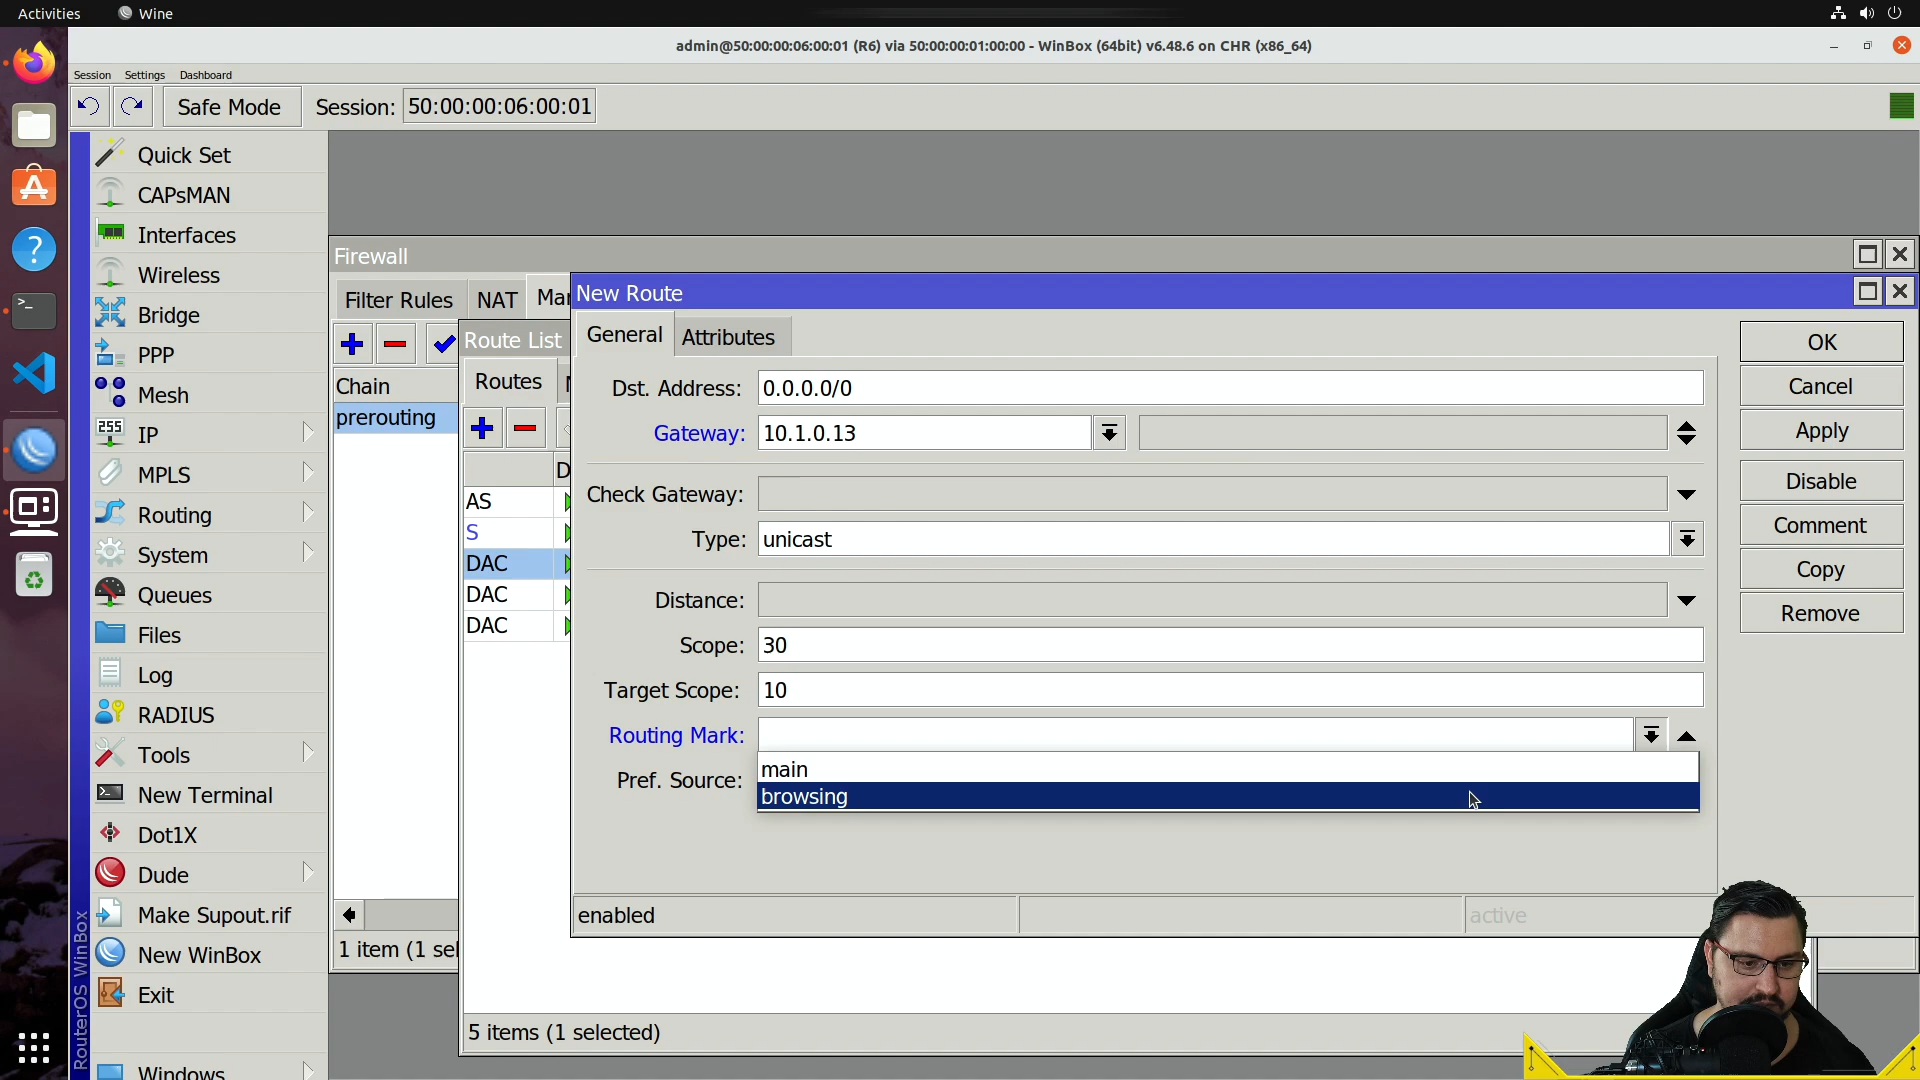 Activities
Wine
admin@50:00:00:06:00:01 (R6) via 50:00:00:01:00:00 - WinBox (64bit) v6.48.6 on CHR (x86_64)
Session Settings Dashboard
Safe Mode
Session: 50:00:00:06:00:01
Quick Set
CAPsMAN
Interfaces
Wireless
Bridge
PPP
Mesh
255
IP
MPLS
Routing
System
Queues
Files
Log
RADIUS
Tools
New Terminal
Dot1X
Dude
Make Supout.rif
New WinBox
Exit
Windows
RouterOS WinBox
Firewall
Filter Rules NAT Mar
Chain
prerouting
1 item (1 sel
Route List
Routes
D
AS
S
DAC
DAC
DAC
5 items (1 selected)
New Route
General Attributes
Dst. Address: 0.0.0.0/0
Gateway: 10.1.0.13
Check Gateway:
Type: unicast
Distance:
Scope: 30
Target Scope: 10
Routing Mark:
main
browsing
Pref. Source:
enabled
active
OK
Cancel
Apply
Disable
Comment
Copy
Remove